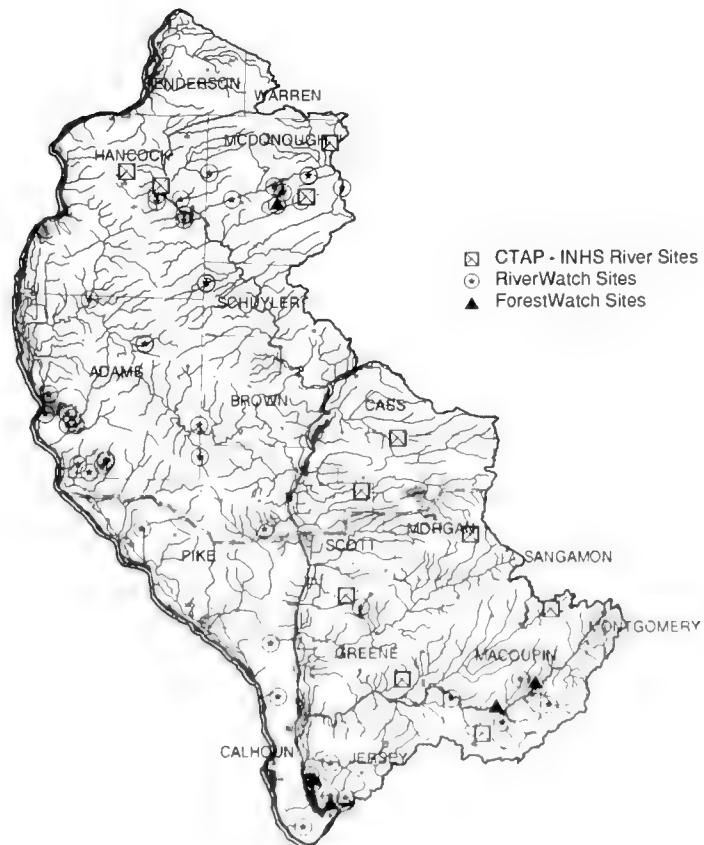 ENDERSON
WARREN
MCDONOUGH
HANCOCK
CTAP - INHS River Sites
RiverWatch Sites
ForestWatch Sites
SCHUYLER
ADAMS
BROWN
CASS
MORGAN
SCOTT
PIKE
SANGAMON
MONTGOMERY
GREENE
MACOUPIN
CALHOUN
JERSEY